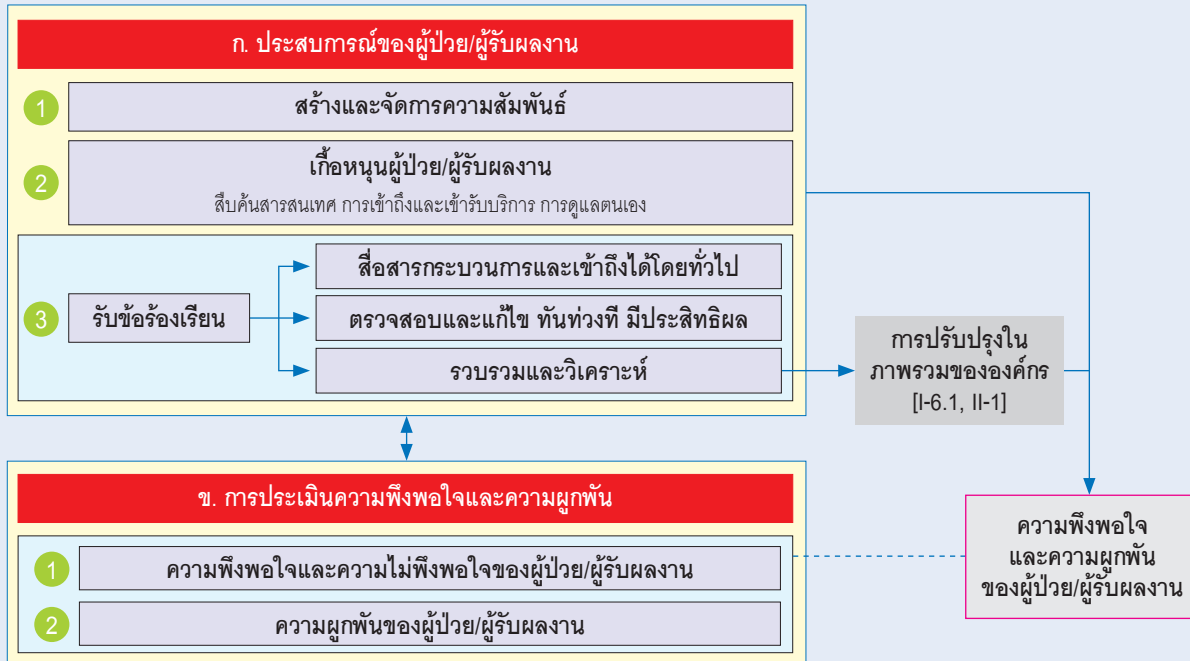 ก. ประสบการณ์ของผู้ป่วย/ผู้รับผลงาน
1
สร้างและจัดการความสัมพันธ์
2
เกื้อหนุนผู้ป่วย/ผู้รับผลงาน
สืบค้นสารสนเทศ การเข้าถึงและเข้ารับบริการ การดูแลตนเอง
3
รับข้อร้องเรียน
สื่อสารกระบวนการและเข้าถึงได้โดยทั่วไป
ตรวจสอบและแก้ไข ทันท่วงที มีประสิทธิผล
รวบรวมและวิเคราะห์
การปรับปรุงใน
ภาพรวมขององค์กร
[I-6.1, II-1]
ข. การประเมินความพึงพอใจและความผูกพัน
1
ความพึงพอใจและความไม่พึงพอใจของผู้ป่วย/ผู้รับผลงาน
2
ความผูกพันของผู้ป่วย/ผู้รับผลงาน
ความพึงพอใจ
และความผูกพัน
ของผู้ป่วย/ผู้รับผลงาน